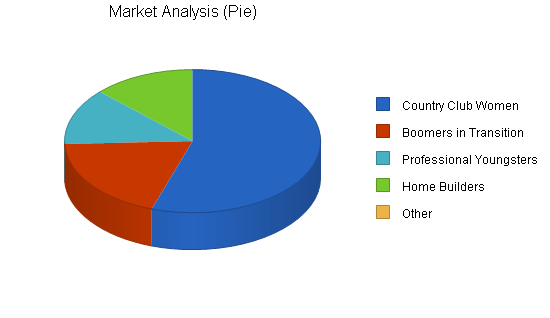 Market Analysis (Pie)
Country Club Women
Boomers in Transition
Professional Youngsters
Home Builders
Other